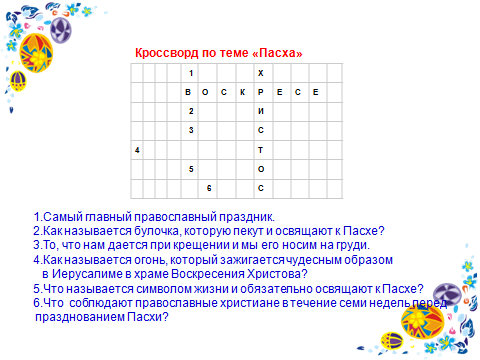 Кроссворд по теме «Пасха»
1 Х
В О С К Р Е С Е
2 И
3 С
4 Т
5 О
6 С
1.Самый главный православный праздник.
2.Как называется булочка, которую пекут и освящают к Пасхе?
3.То, что нам дается при крещении и мы его носим на груди.
4.Как называется огонь, который зажигается чудесным образом
в Иерусалиме в храме Воскресения Христова?
5.Что называется символом жизни и обязательно освящают к Пасхе?
6.Что соблюдают православные христиане в течение семи недель перед
празднованием Пасхи?